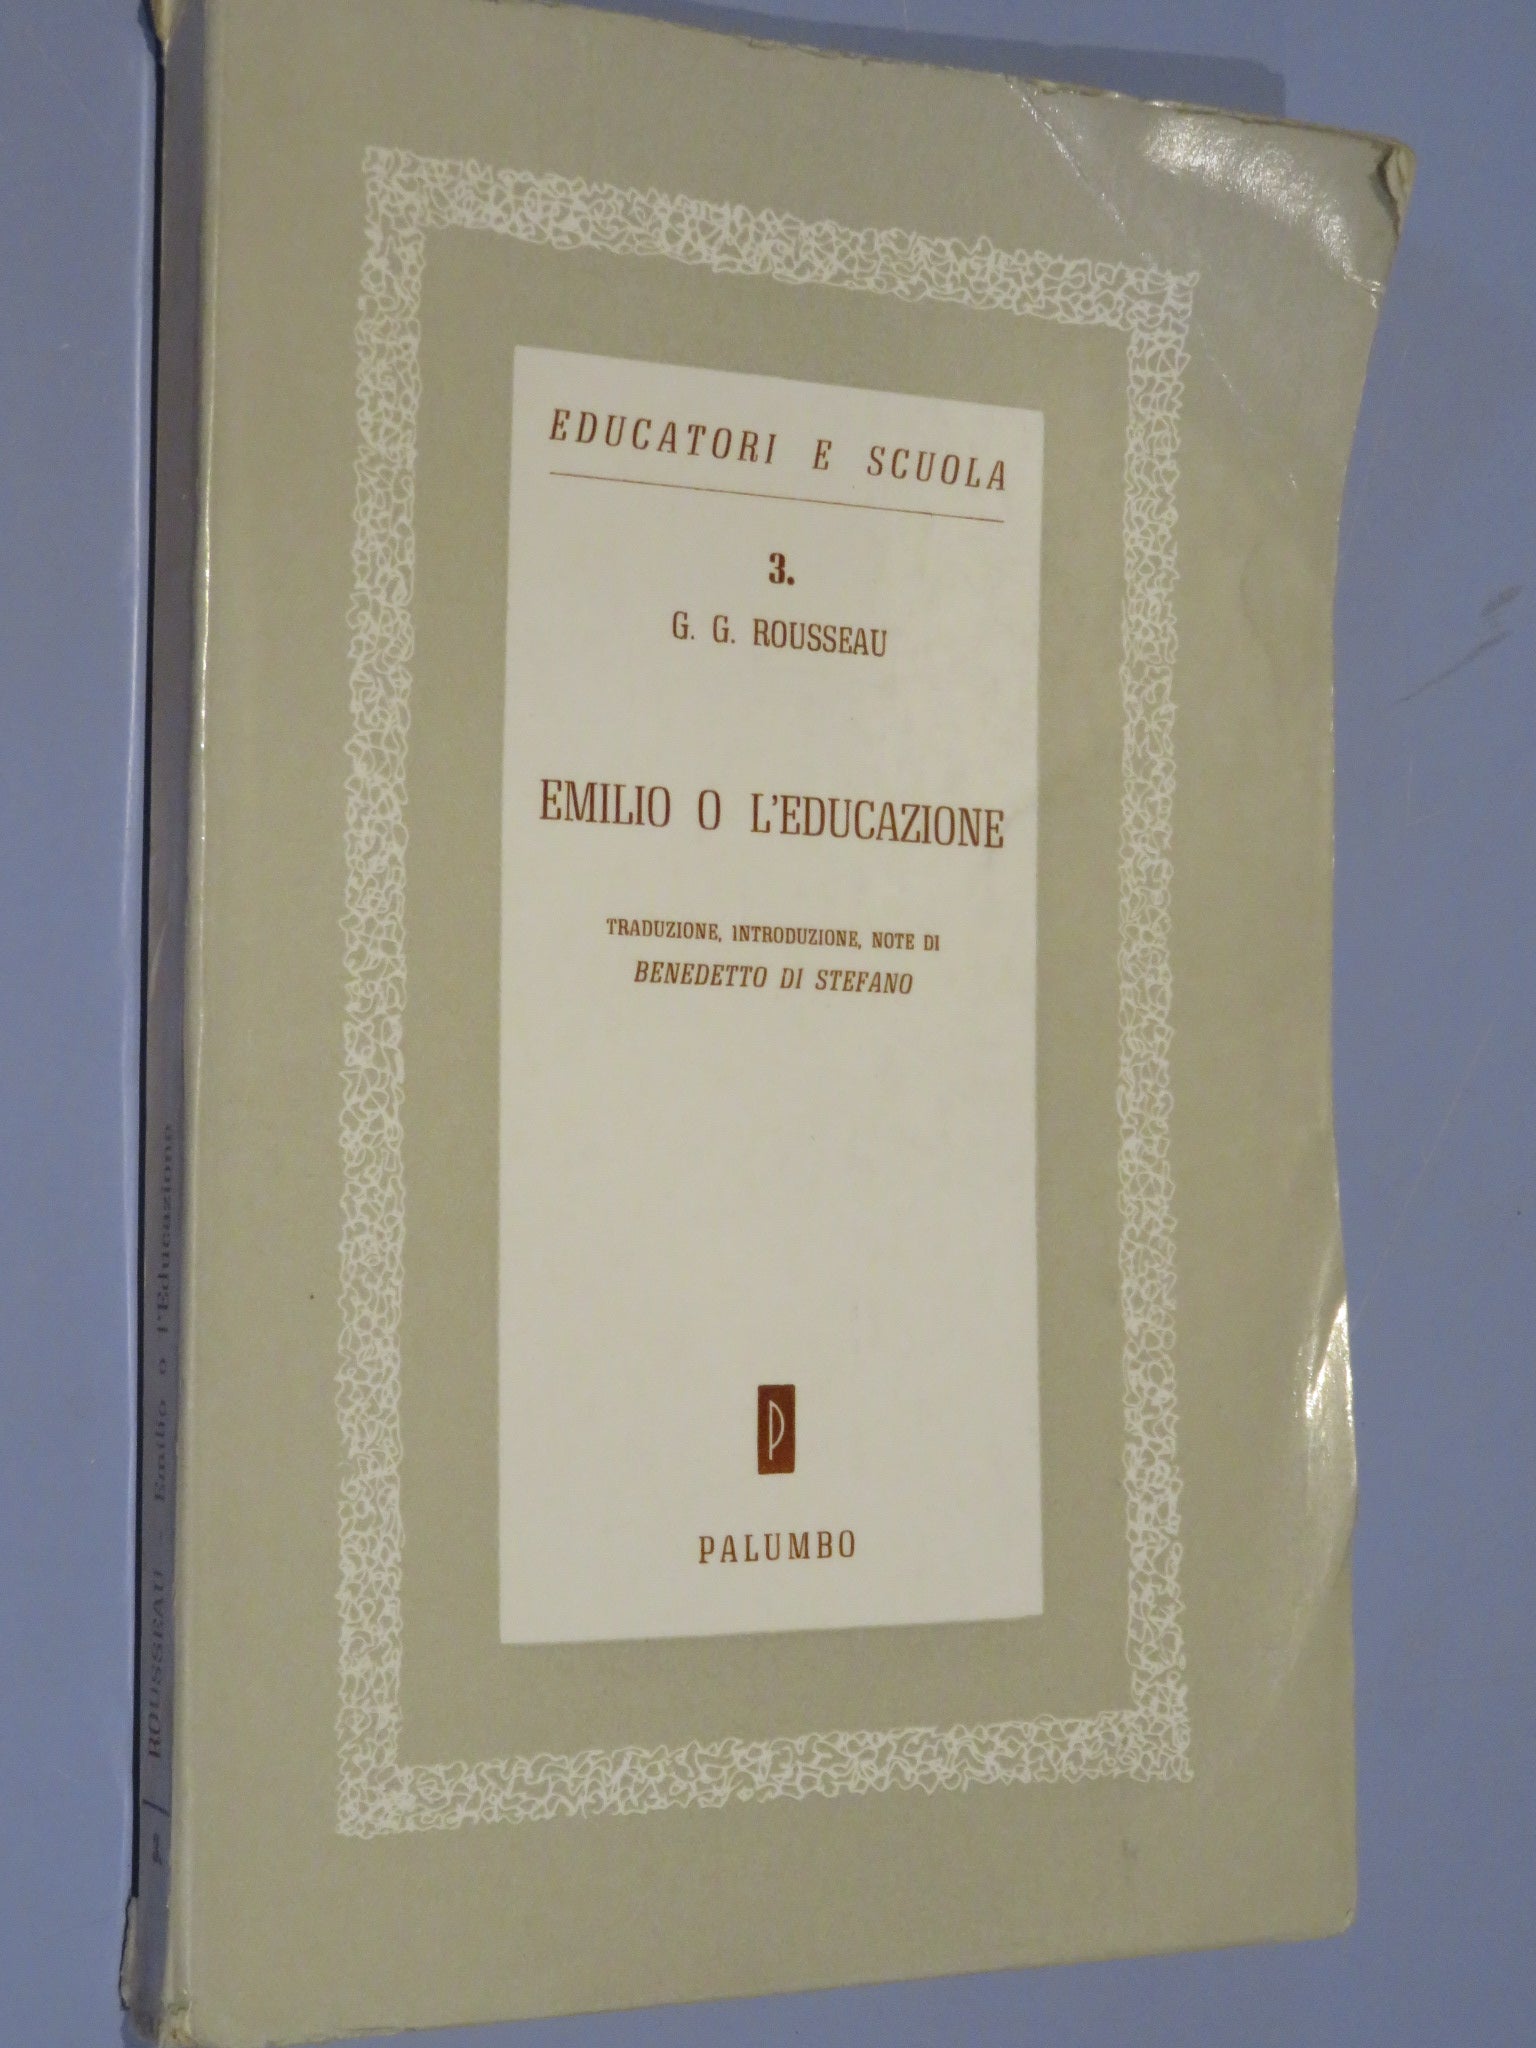 EDUCATORI E SCUOLA
3.
G. G. ROUSSEAU
EMILIO O L'EDUCAZIONE
TRADUZIONE, INTRODUZIONE, NOTE DI
BENEDETTO DI STEFANO
P
PALUMBO
ROUSSEAU - Emilio o l'Educazione